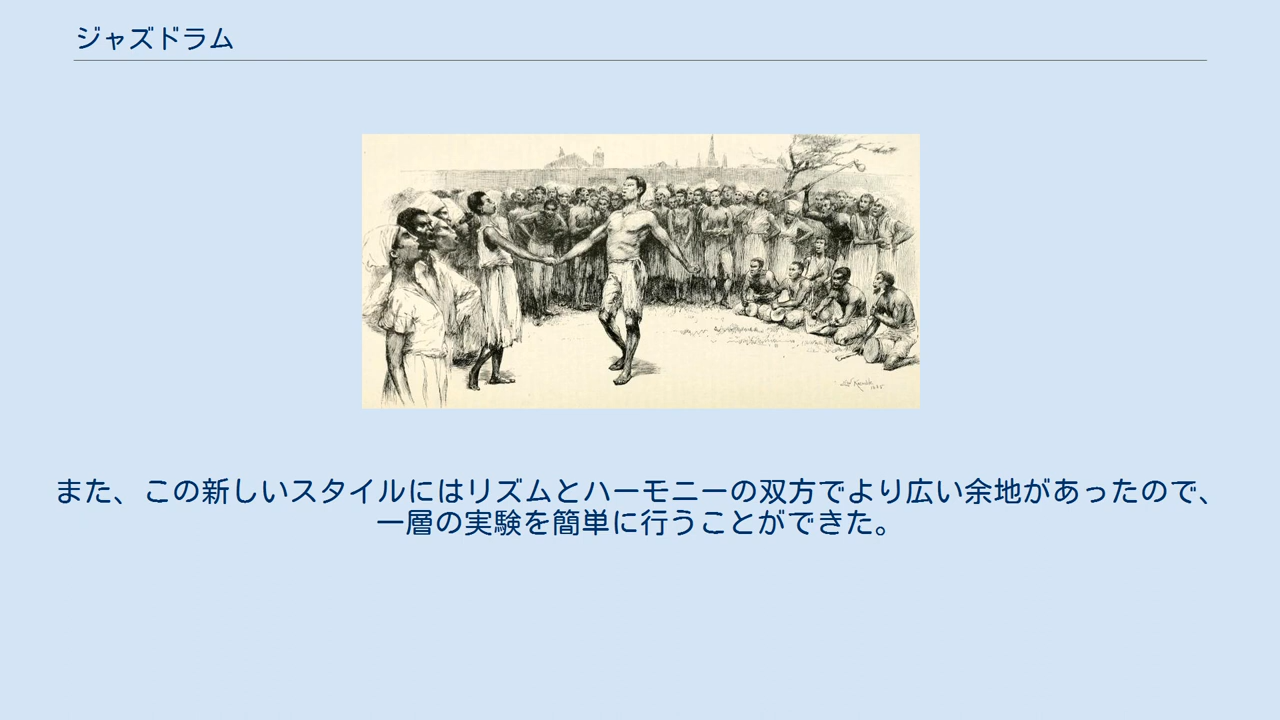 ジャズドラム
また、この新しいスタイルにはリズムとハーモニーの双方でより広い余地があったので、
一層の実験を簡単に行うことができた。